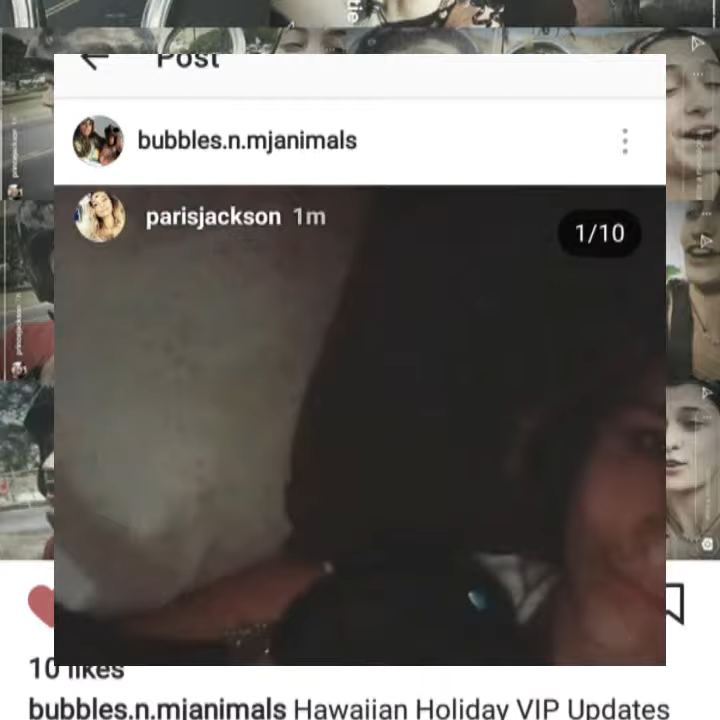 Post
bubbles.n.mjanimals
parisjackson 1m
1/10
10 likes
bubbles.n.mjanimals Hawaiian Holiday VIP Updates